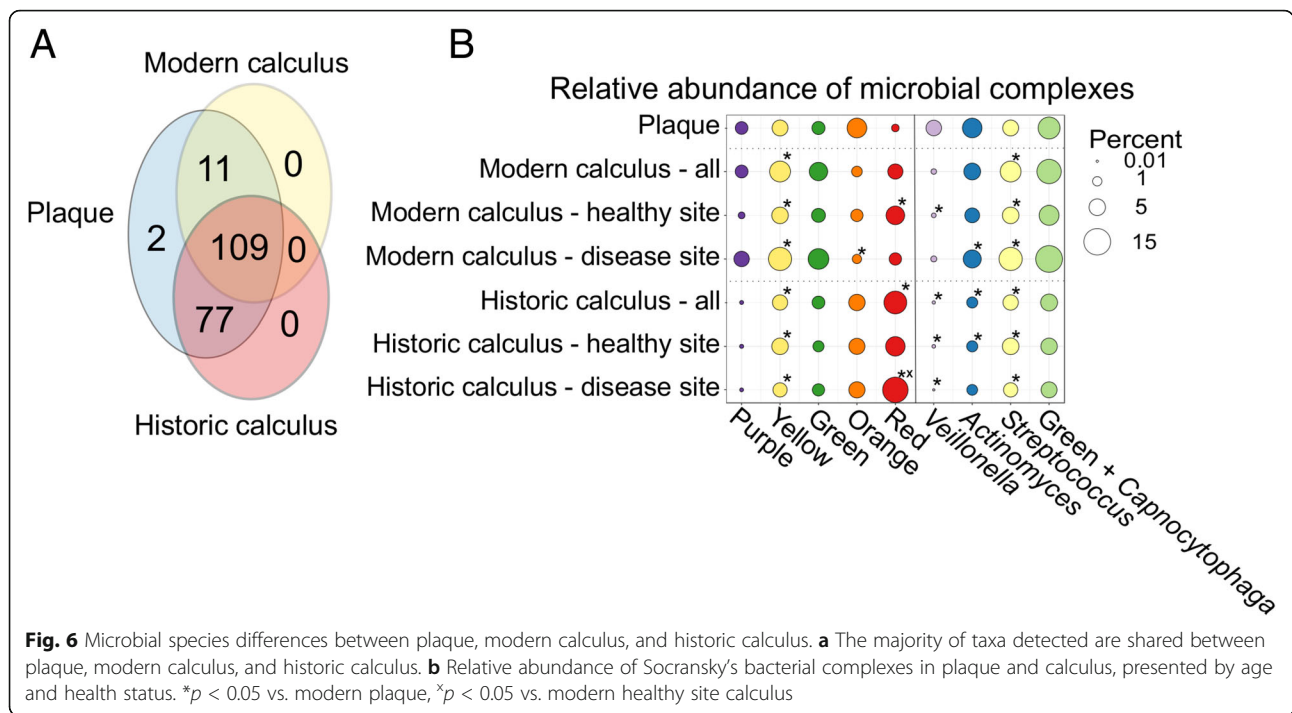 A
Modern calculus
11
0
Plaque
2
109
0
77
0
Historic calculus
B
Relative abundance of microbial complexes
Plaque
Modern calculus - all
* *
Modern calculus - healthy site
* * * *
Modern calculus - disease site
* * * *
Historic calculus - all
* * * * *
Historic calculus - healthy site
* * * *
Historic calculus - disease site
* *x * *
Purple
Yellow
Green
Orange
Red
Veillonella
Actinomyces
Streptococcus
Green + Capnocytophaga
Percent
0.01
1
5
15
Fig. 6 Microbial species differences between plaque, modern calculus, and historic calculus. a The majority of taxa detected are shared between
plaque, modern calculus, and historic calculus. b Relative abundance of Socransky's bacterial complexes in plaque and calculus, presented by age
and health status. *p < 0.05 vs. modern plaque, xp < 0.05 vs. modern healthy site calculus